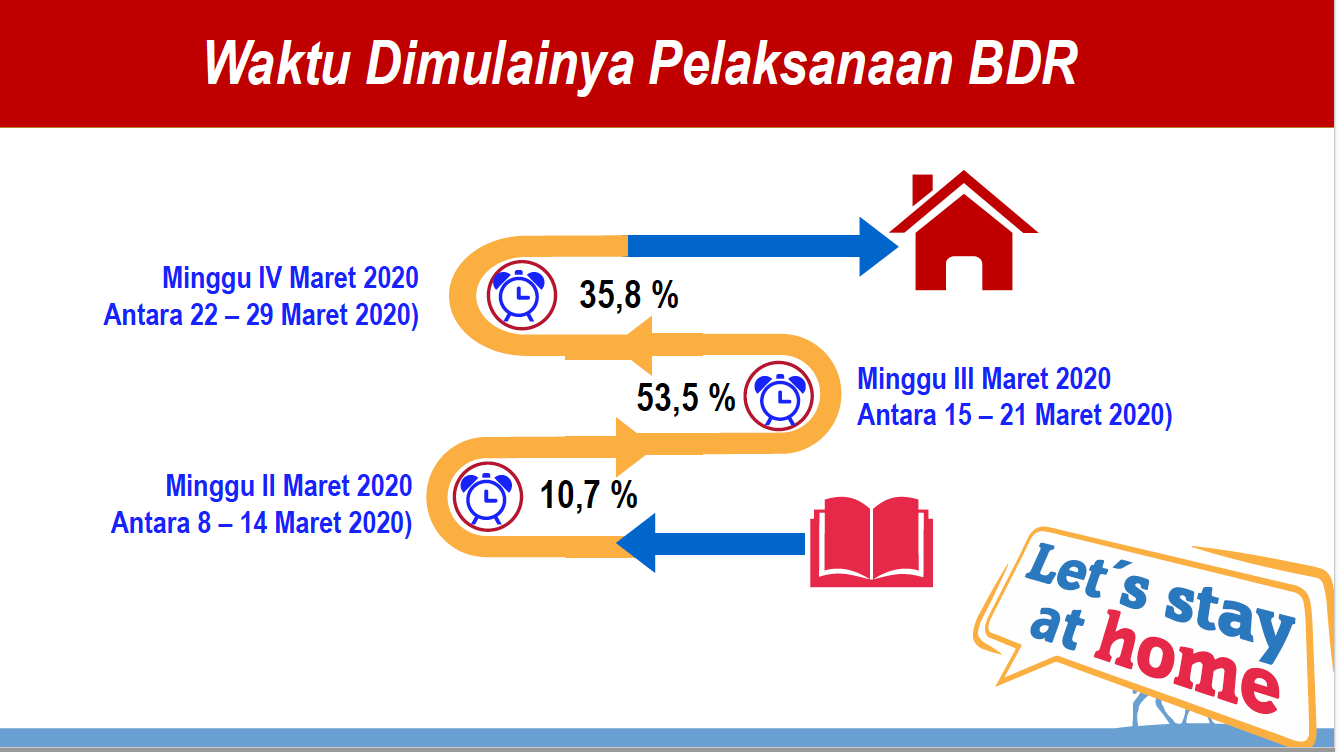 Waktu Dimulainya Pelaksanaan BDR
Minggu IV Maret 2020
Antara 22 – 29 Maret 2020)
35,8 %
53,5 %
Minggu III Maret 2020
Antara 15 – 21 Maret 2020)
Minggu II Maret 2020
Antara 8 – 14 Maret 2020)
10,7 %
Let´s stay
at home